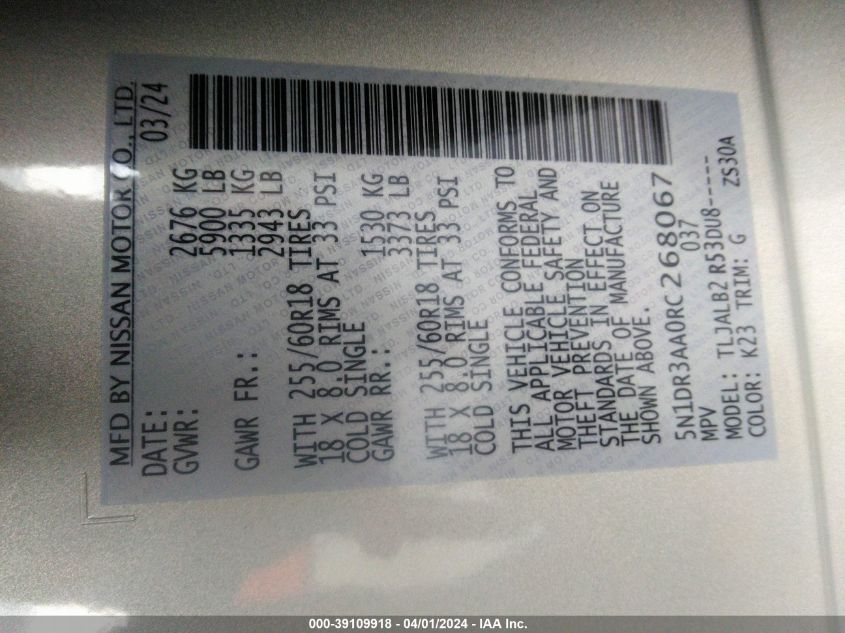 MFD BY NISSAN MOTOR CO., LTD.
DATE: 03/24
GVWR: 2676 KG
5900 LB
GAWR FR.: 1335 KG
2943 LB
WITH 255/60R18 TIRES
18 X 8.0 RIMS AT 33 PSI
COLD SINGLE
GAWR RR.: 1530 KG
3373 LB
WITH 255/60R18 TIRES
18 X 8.0 RIMS AT 33 PSI
COLD SINGLE
THIS VEHICLE CONFORMS TO
ALL APPLICABLE FEDERAL
MOTOR VEHICLE SAFETY AND
THEFT PREVENTION
STANDARDS IN EFFECT ON
THE DATE OF MANUFACTURE
SHOWN ABOVE.
5N1DR3AA0RC268067
MPV 037
MODEL: TLJALB2 R53DU8-----
COLOR: K23 TRIM: G ZS30A
000-39109918 - 04/01/2024 - IAA Inc.